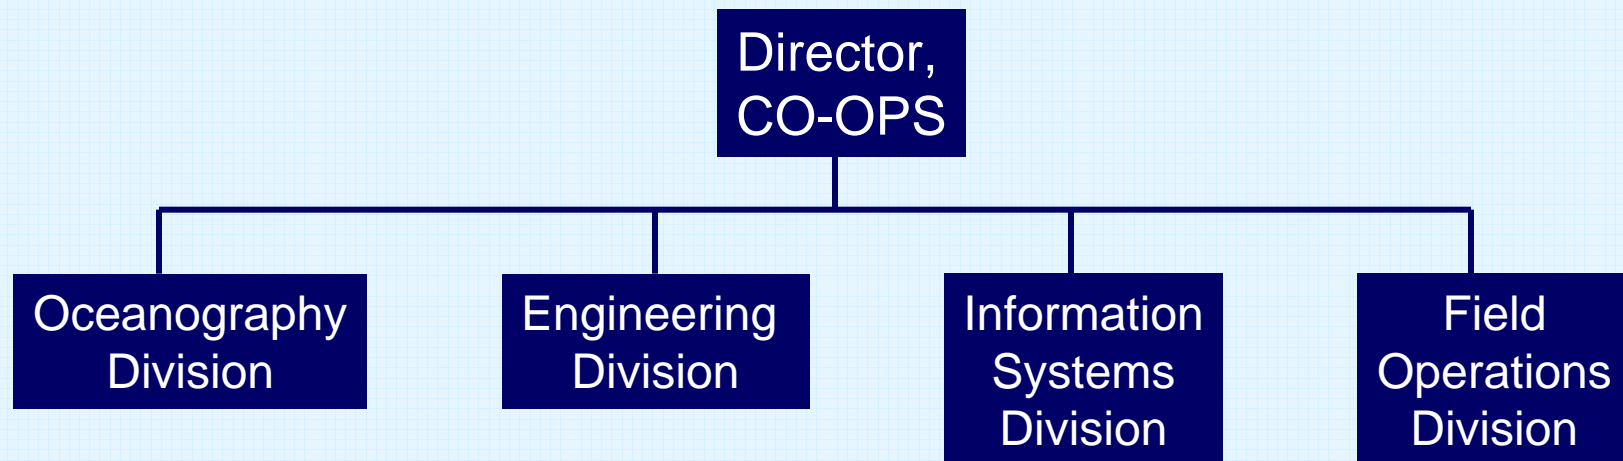 Director,
CO-OPS
Oceanography
Division
Engineering
Division
Information
Systems
Division
Field
Operations
Division